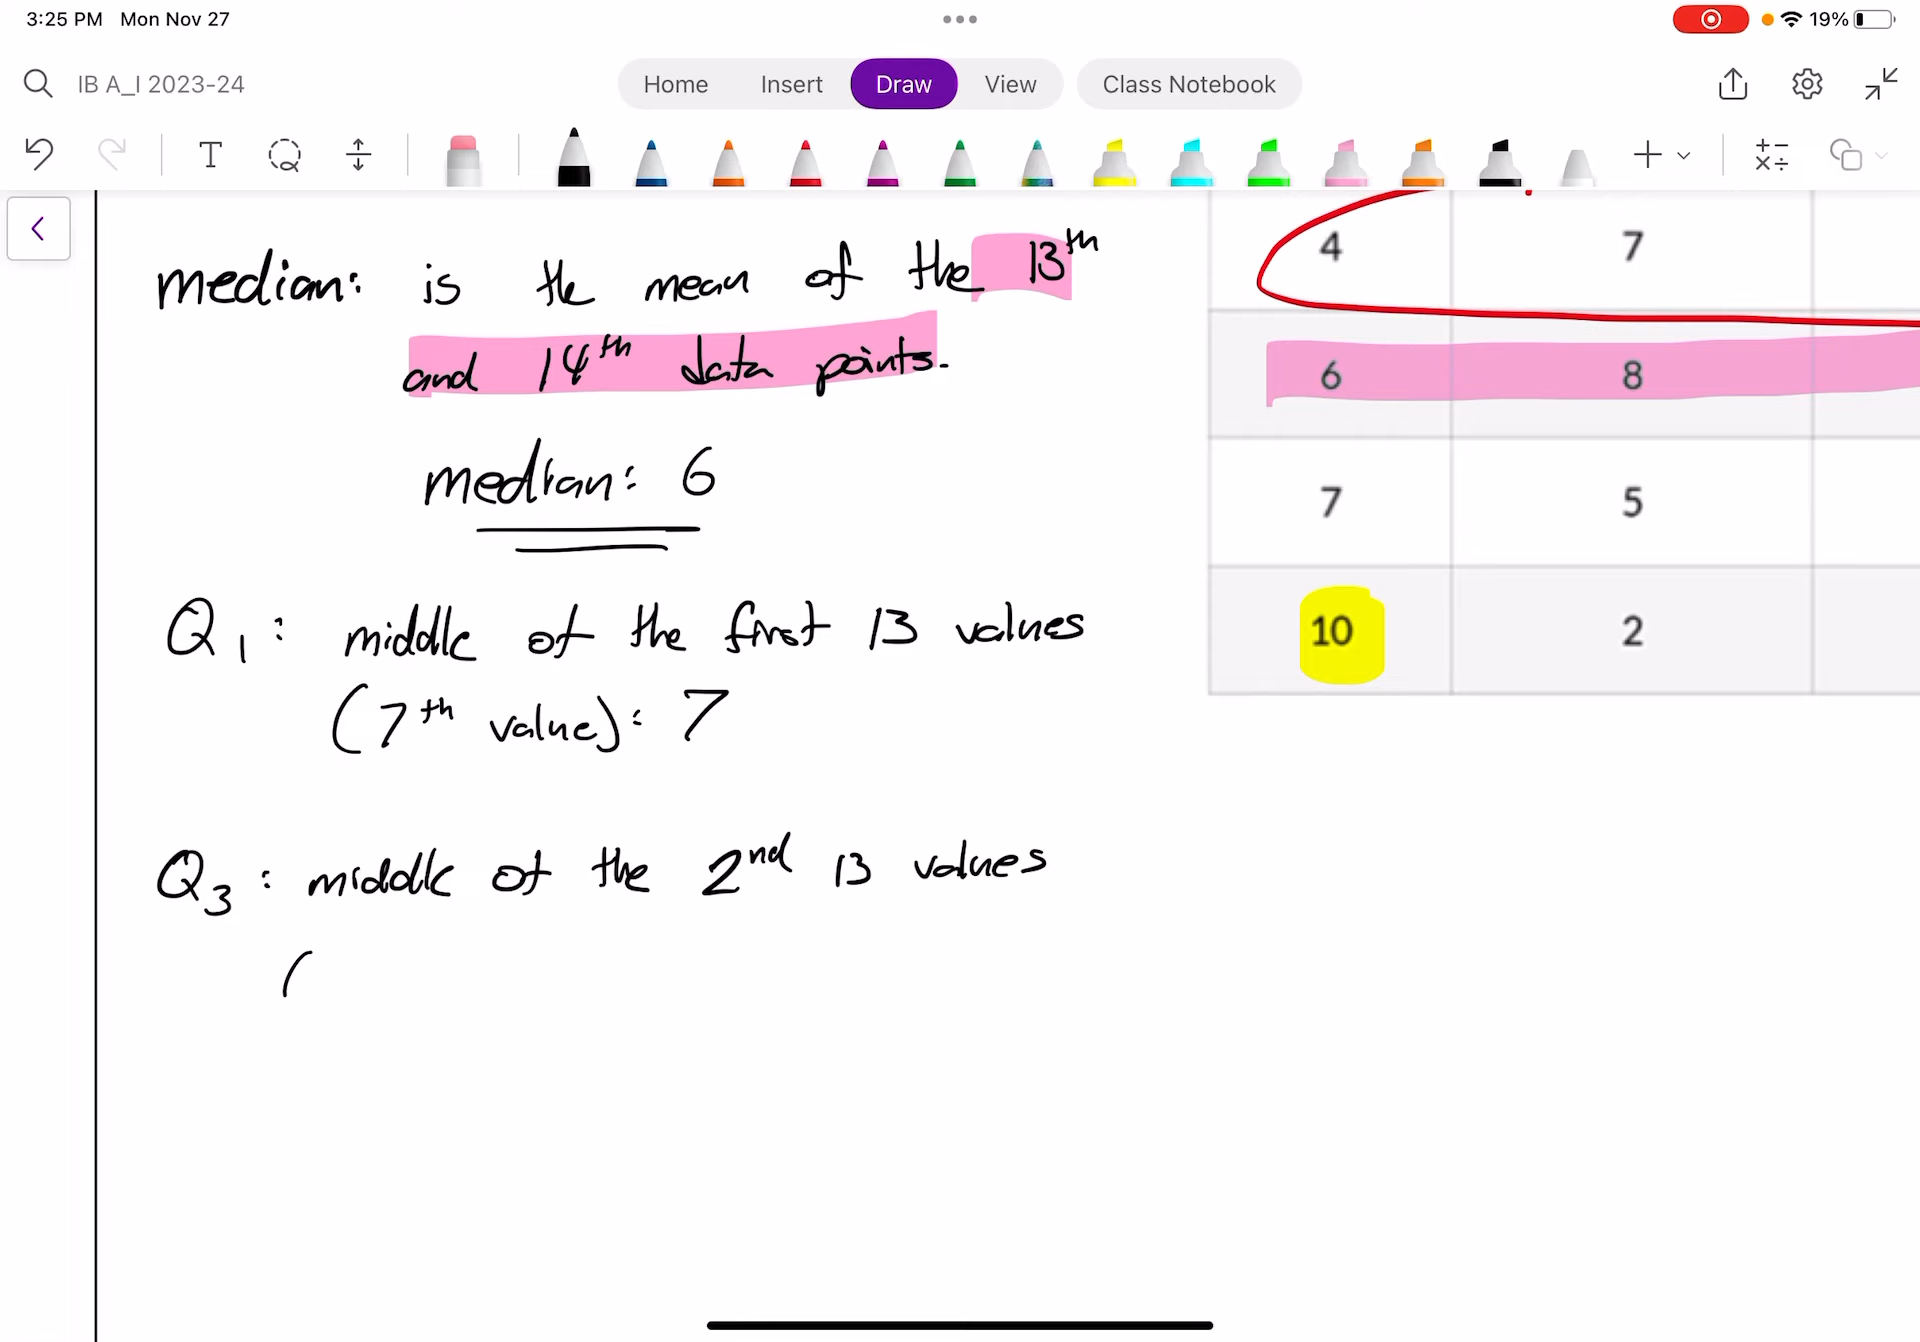 3:25 PM Mon Nov 27
19%
IB A_I 2023-24
Home Insert Draw View Class Notebook
T
median: is the mean of the 13th
and 14th data points.
median: 6
Q1: middle of the first 13 values
(7th value): 7
Q3: middle of the 2nd 13 values
(
4 7
6 8
7 5
10 2